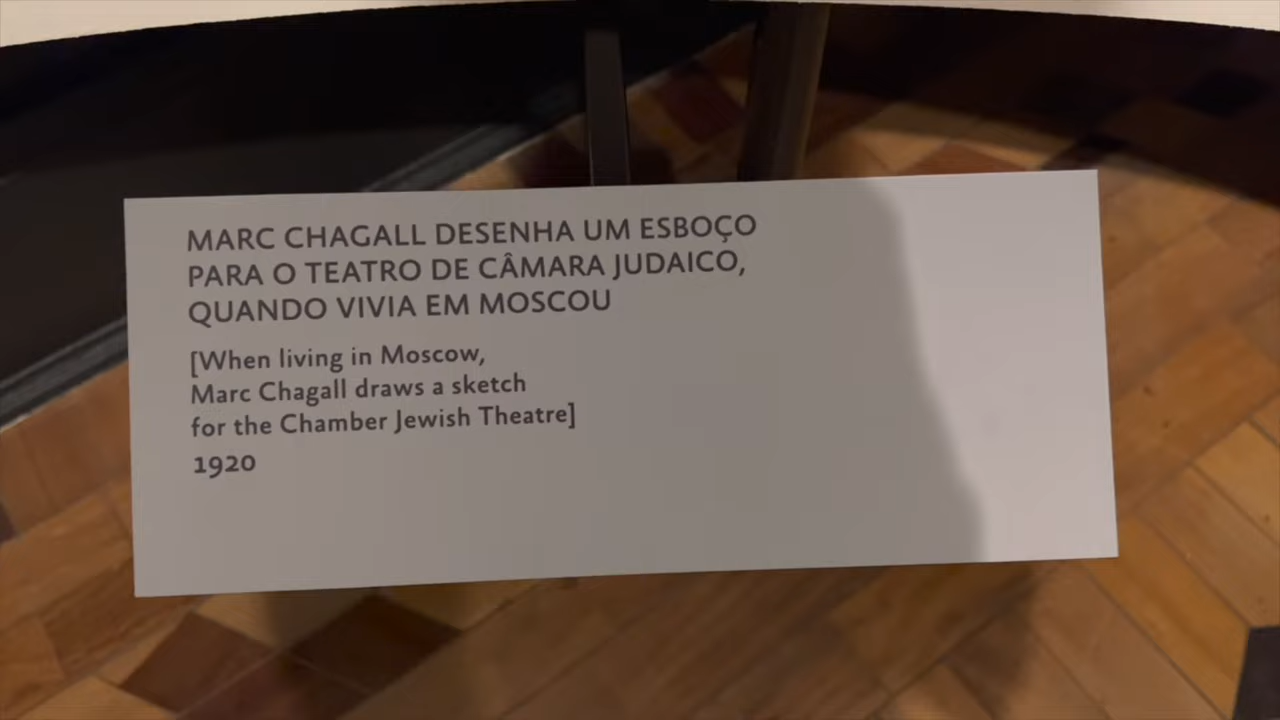 MARC CHAGALL DESENHA UM ESBOÇO
PARA O TEATRO DE CÂMARA JUDAICO,
QUANDO VIVIA EM MOSCOU
[When living in Moscow,
Marc Chagall draws a sketch
for the Chamber Jewish Theatre]
1920